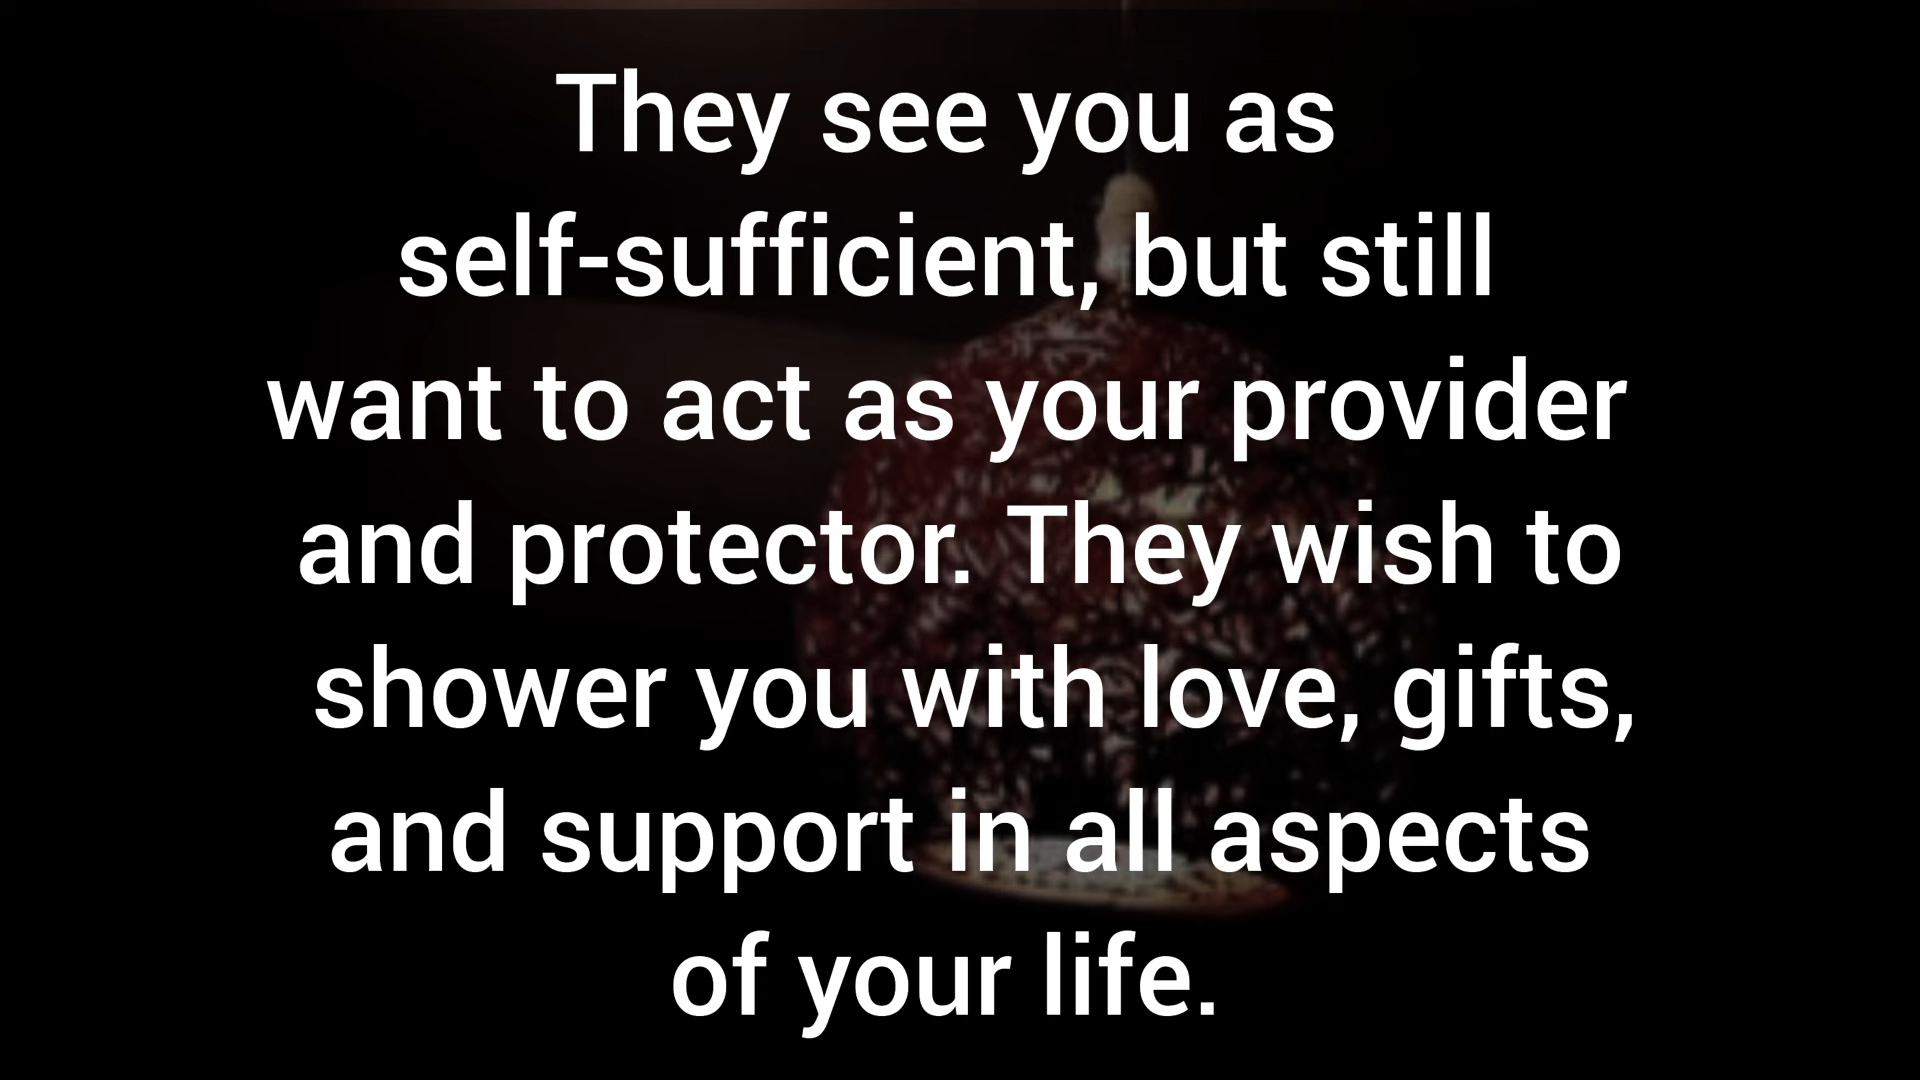 They see you as
self-sufficient, but still
want to act as your provider
and protector. They wish to
shower you with love, gifts,
and support in all aspects
of your life.